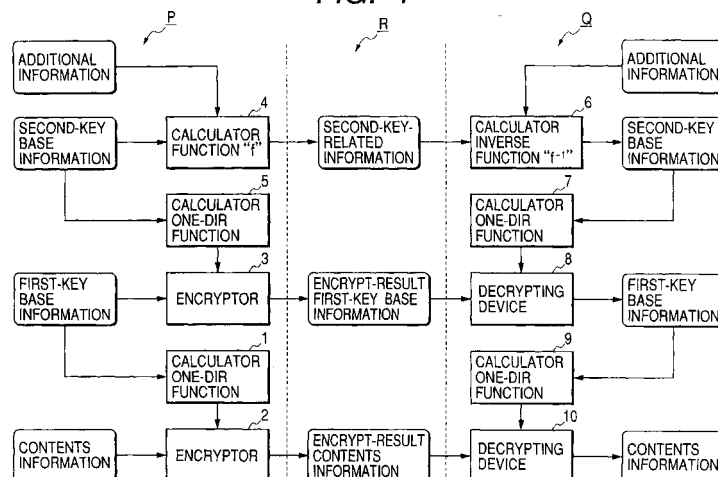 FIG. 1
P
R
Q
ADDITIONAL
INFORMATION
ADDITIONAL
INFORMATION
4
6
SECOND-KEY
BASE
INFORMATION
CALCULATOR
FUNCTION "f"
SECOND-KEY-
RELATED
INFORMATION
CALCULATOR
INVERSE
FUNCTION "f-1"
SECOND-KEY
BASE
INFORMATION
5
7
CALCULATOR
ONE-DIR
FUNCTION
CALCULATOR
ONE-DIR
FUNCTION
3
8
FIRST-KEY
BASE
INFORMATION
ENCRYPTOR
ENCRYPT-RESULT
FIRST-KEY BASE
INFORMATION
DECRYPTING
DEVICE
FIRST-KEY
BASE
INFORMATION
1
9
CALCULATOR
ONE-DIR
FUNCTION
CALCULATOR
ONE-DIR
FUNCTION
2
10
CONTENTS
INFORMATION
ENCRYPTOR
ENCRYPT-RESULT
CONTENTS
INFORMATION
DECRYPTING
DEVICE
CONTENTS
INFORMATION